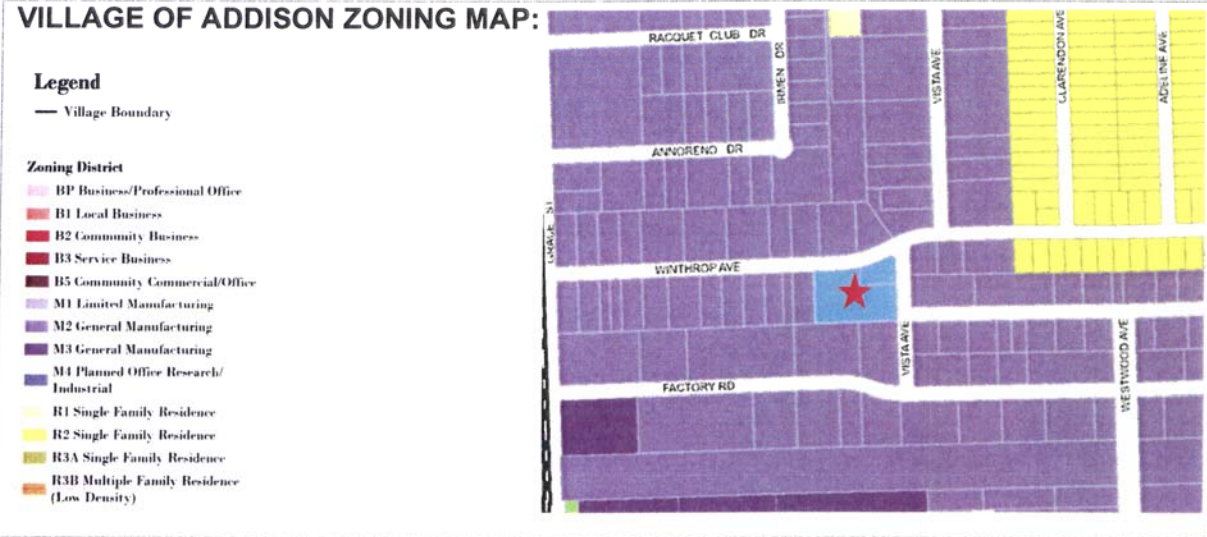 VILLAGE OF ADDISON ZONING MAP:
Legend
Village Boundary
Zoning District
BP Business/Professional Office
B1 Local Business
B2 Community Business
B3 Service Business
B5 Community Commercial/Office
M1 Limited Manufacturing
M2 General Manufacturing
M3 General Manufacturing
M4 Planned Office Research/
Industrial
R1 Single Family Residence
R2 Single Family Residence
R3A Single Family Residence
R3B Multiple Family Residence
(Low Density)
RACQUET CLUB DR
IRMEN DR
VISTA AVE
CLARENDON AVE
ADELINE AVE
ANNORENO DR
GRACE ST
WINTHROP AVE
VISTA AVE
WESTWOOD AVE
FACTORY RD